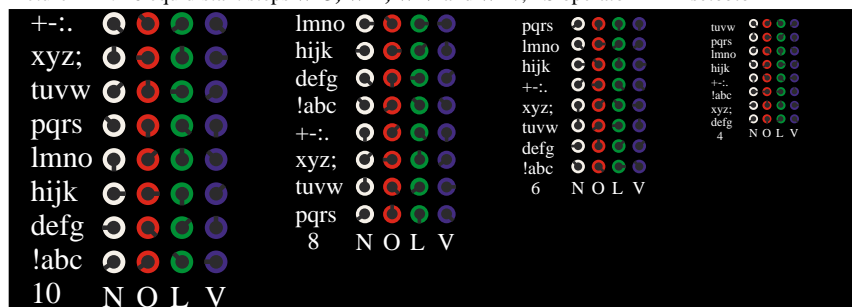 +-:.
xyz;
tuvw
pqrs
lmno
hijk
defg
!abc
10 N O L V
lmno
hijk
defg
!abc
+-:.
xyz;
tuvw
pqrs
8 N O L V
pqrs
lmno
hijk
+-:.
xyz;
tuvw
defg
!abc
6 N O L V
tuvw
pqrs
lmno
hijk
+-:.
!abc
xyz;
defg
4 N O L V